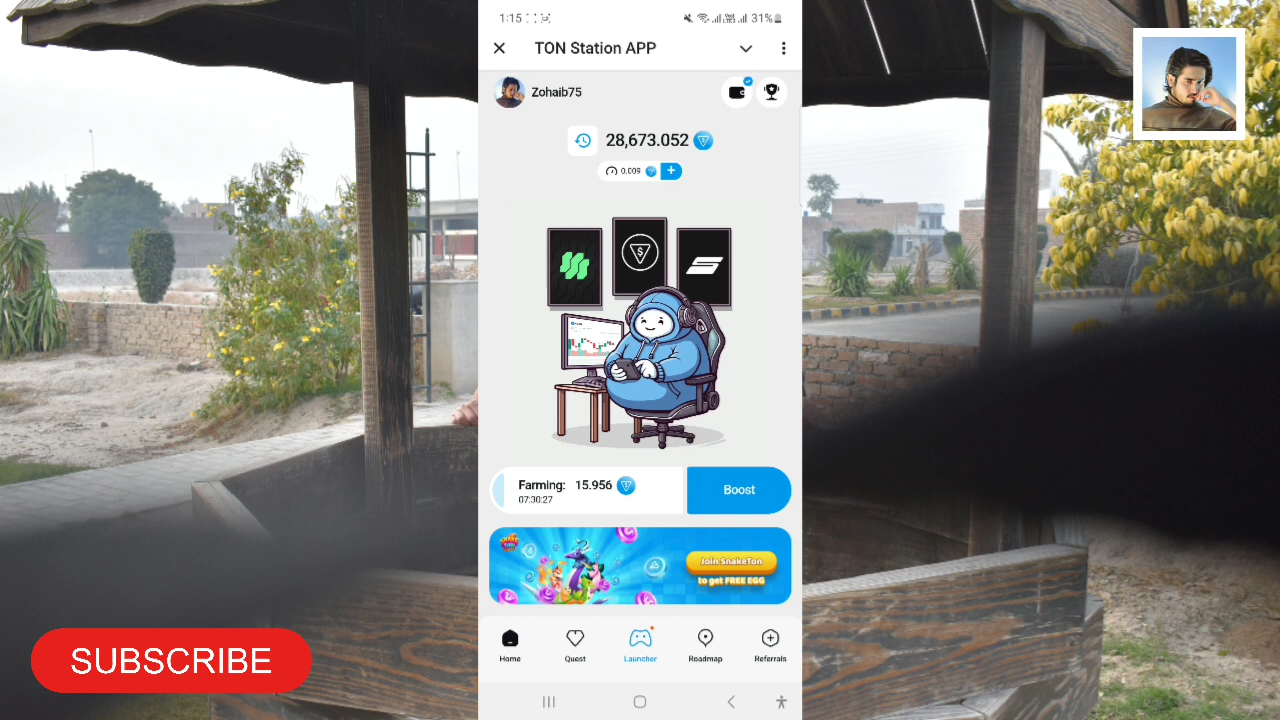 1:15
31%
TON Station APP
Zohaib75
28,673.052
0.009
+
Farming: 15.956
07:30:27
Boost
Join SnakeTon
to get FREE EGG
Home
Quest
Launcher
Roadmap
Referrals
SUBSCRIBE